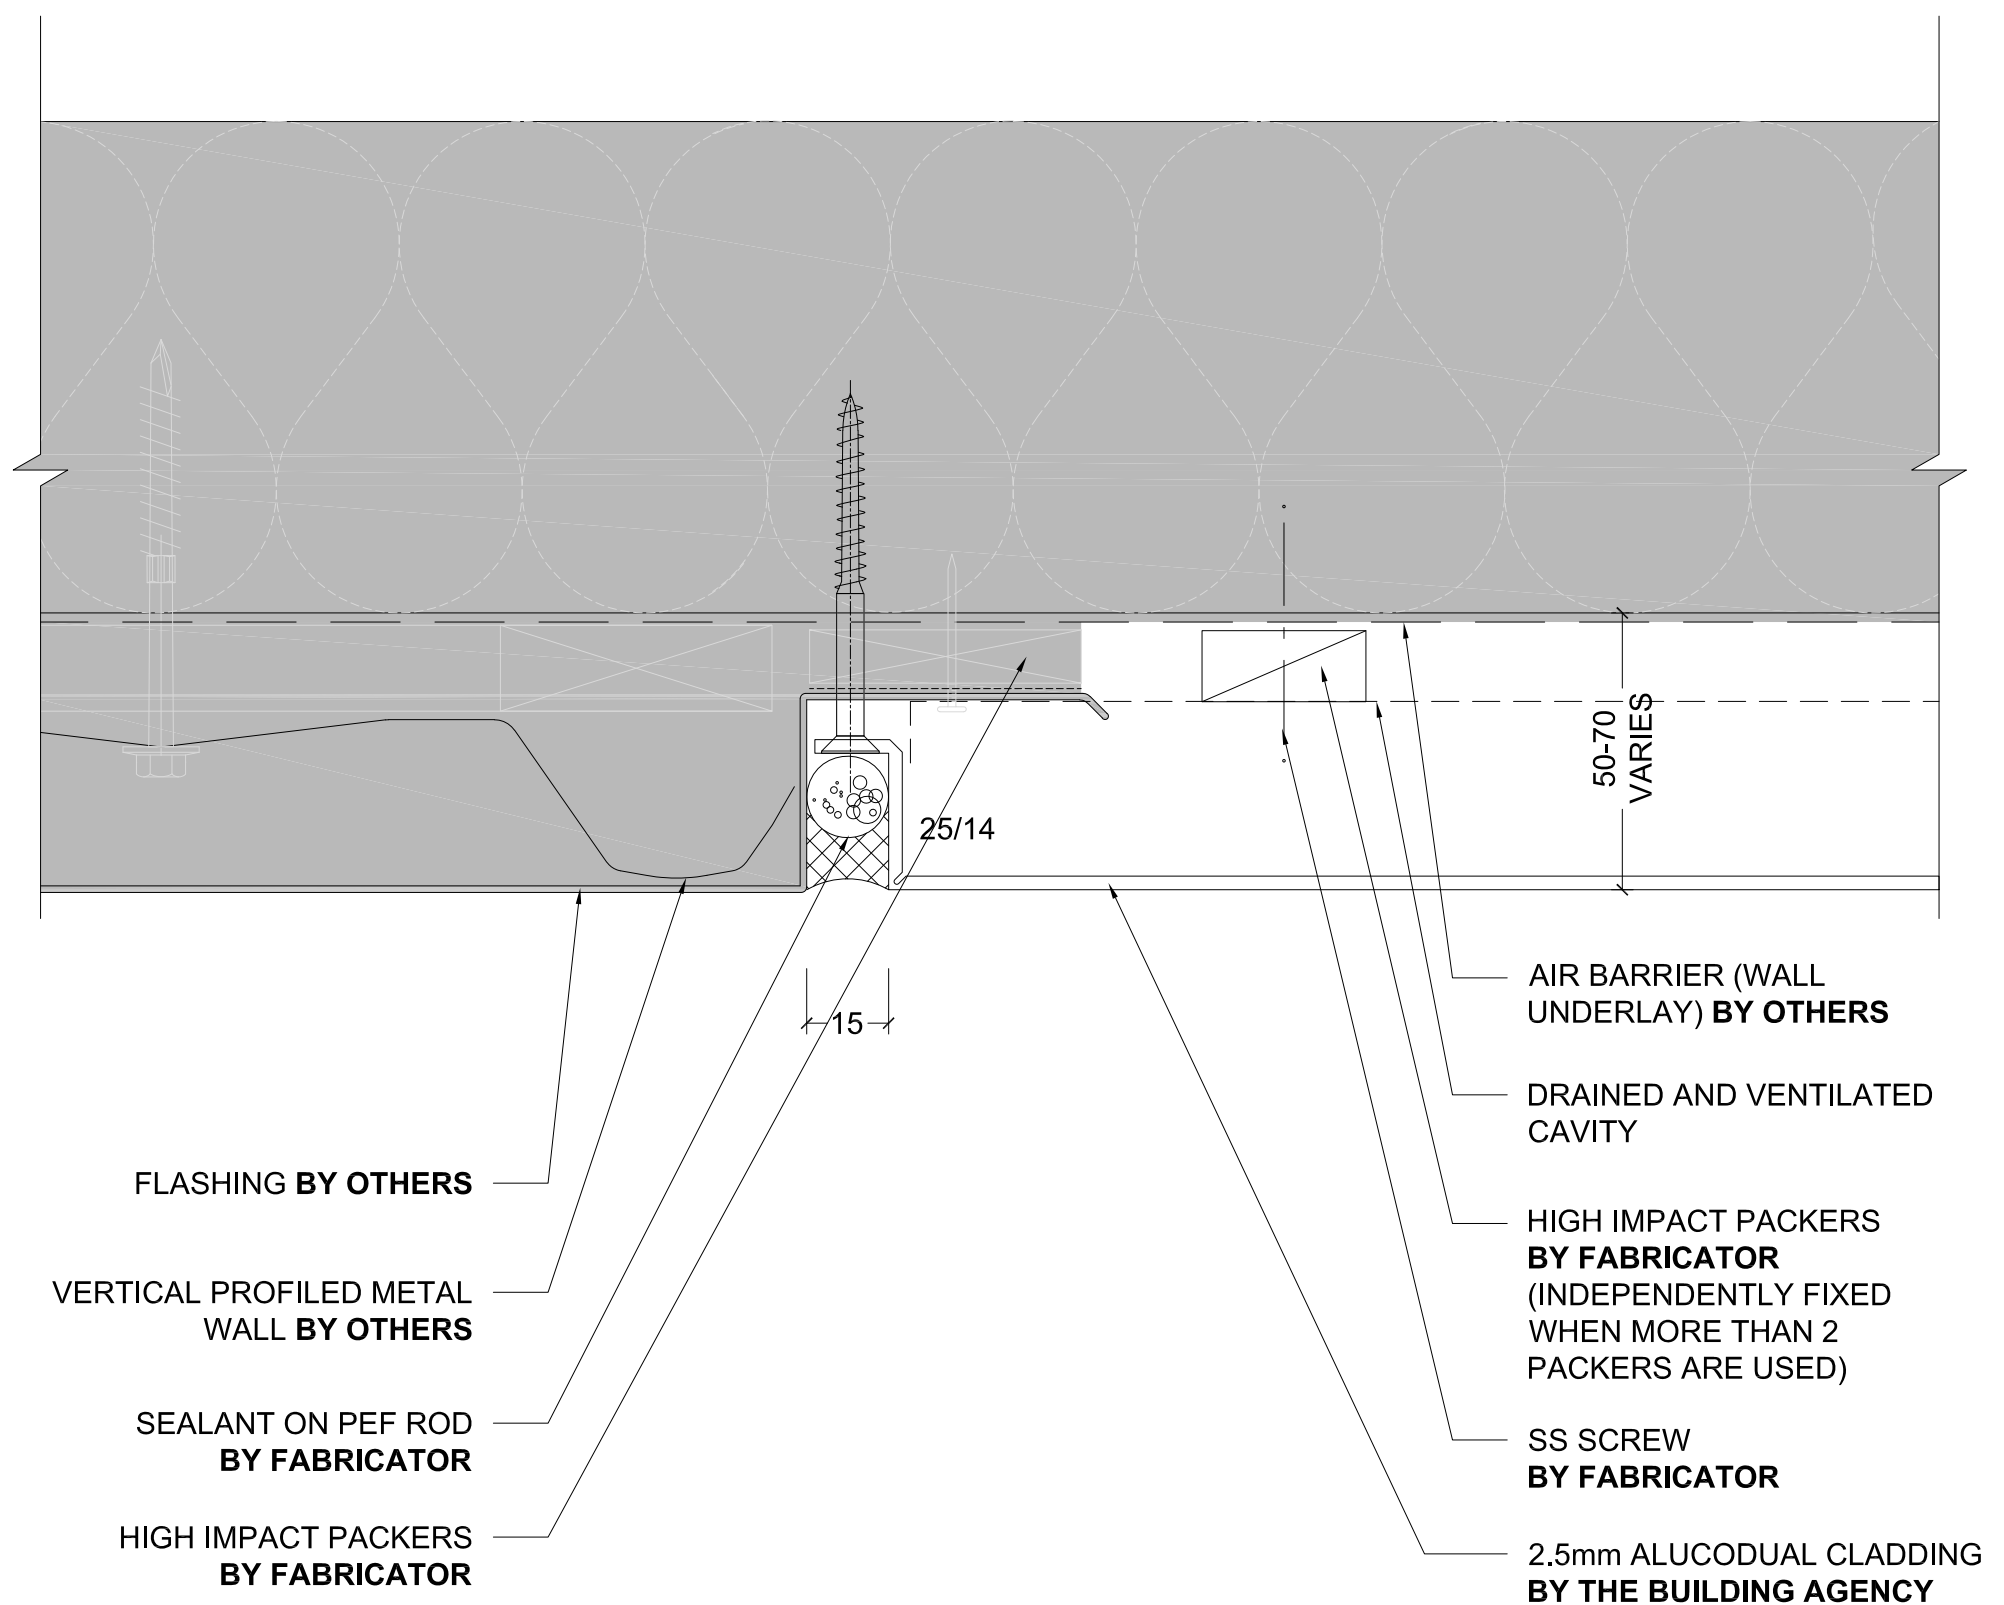 50-70
VARIES
25/14
15
FLASHING BY OTHERS
VERTICAL PROFILED METAL
WALL BY OTHERS
SEALANT ON PEF ROD
BY FABRICATOR
HIGH IMPACT PACKERS
BY FABRICATOR
AIR BARRIER (WALL
UNDERLAY) BY OTHERS
DRAINED AND VENTILATED
CAVITY
HIGH IMPACT PACKERS
BY FABRICATOR
(INDEPENDENTLY FIXED
WHEN MORE THAN 2
PACKERS ARE USED)
SS SCREW
BY FABRICATOR
2.5mm ALUCODUAL CLADDING
BY THE BUILDING AGENCY